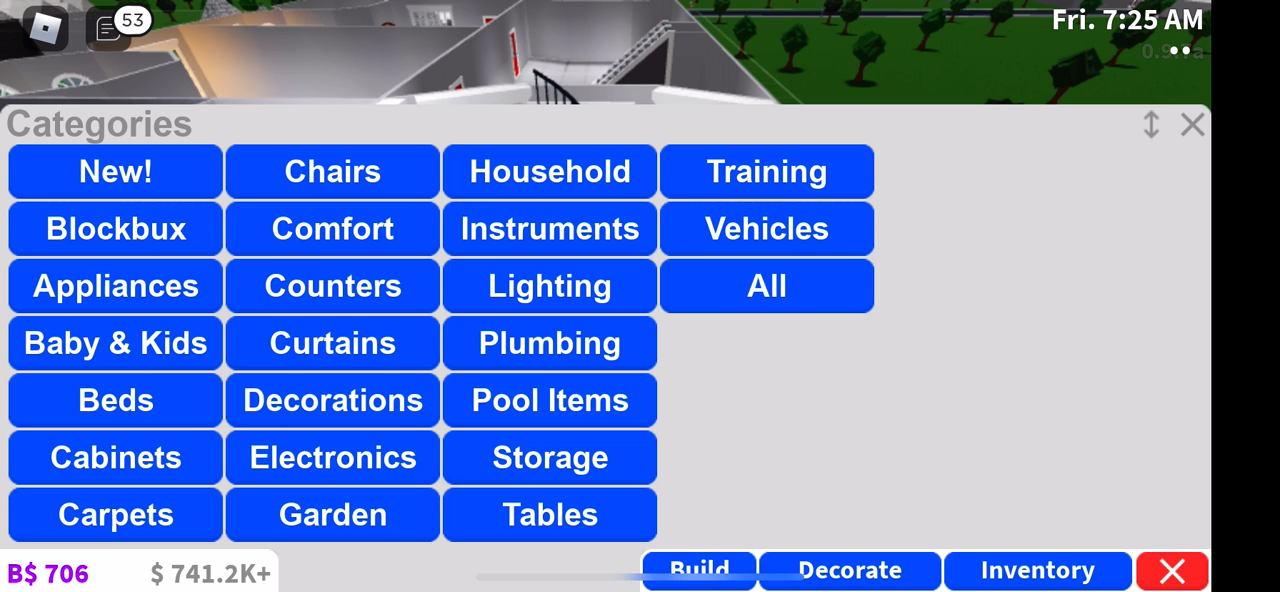 53
Fri. 7:25 AM
Categories
New!
Chairs
Household
Training
Blockbux
Comfort
Instruments
Vehicles
Appliances
Counters
Lighting
All
Baby & Kids
Curtains
Plumbing
Beds
Decorations
Pool Items
Cabinets
Electronics
Storage
Carpets
Garden
Tables
B$ 706
$ 741.2K+
Build
Decorate
Inventory